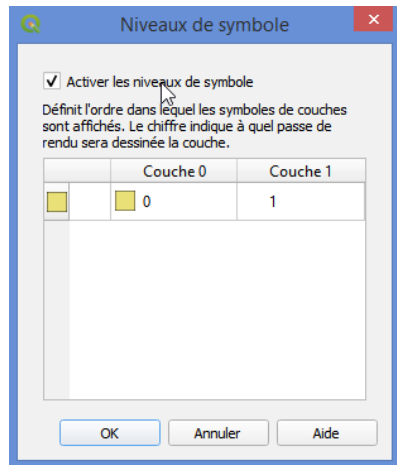 Niveaux de symbole
Activer les niveaux de symbole
Définit l'ordre dans lequel les symboles de couches
sont affichés. Le chiffre indique à quel passe de
rendu sera dessinée la couche.
Couche 0 Couche 1
0 1
OK Annuler Aide